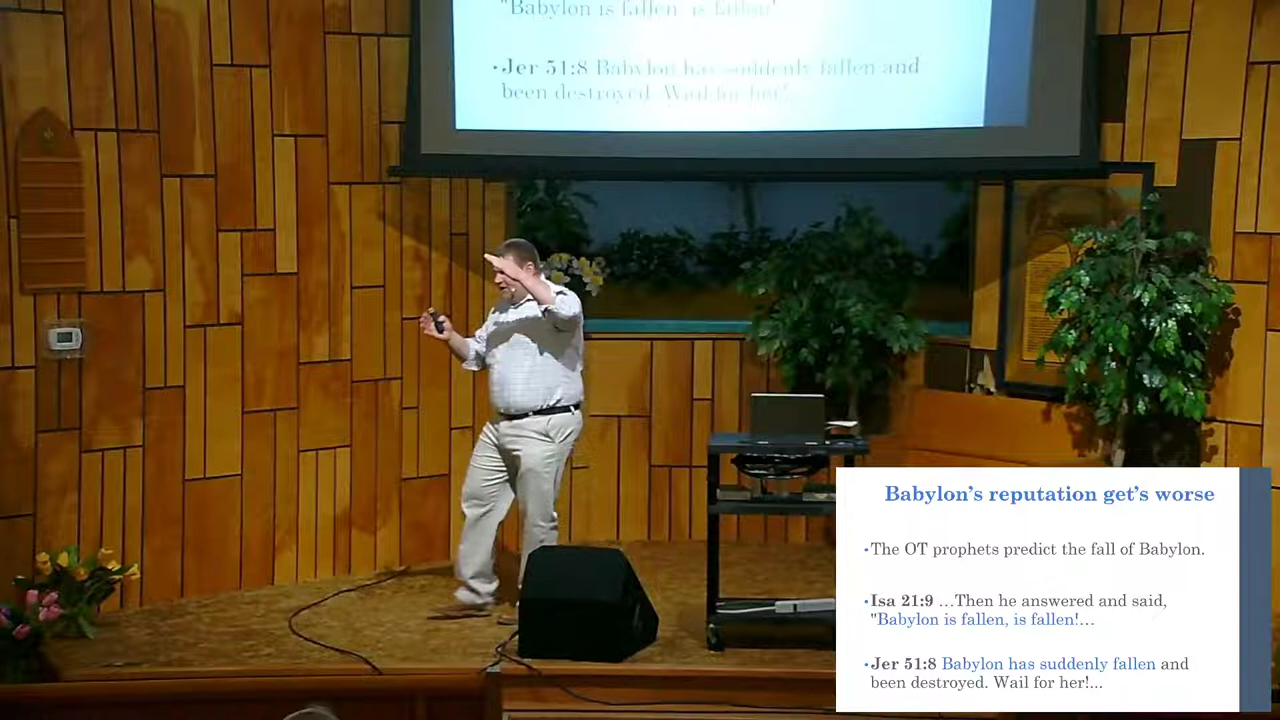 "Babylon is fallen is fallen!'
•Jer 51:8 Babylon has suddenly fallen and
been destroyed. Wail for her!...
Babylon's reputation get's worse
•The OT prophets predict the fall of Babylon.
•Isa 21:9 …Then he answered and said,
"Babylon is fallen, is fallen!…
•Jer 51:8 Babylon has suddenly fallen and
been destroyed. Wail for her!...